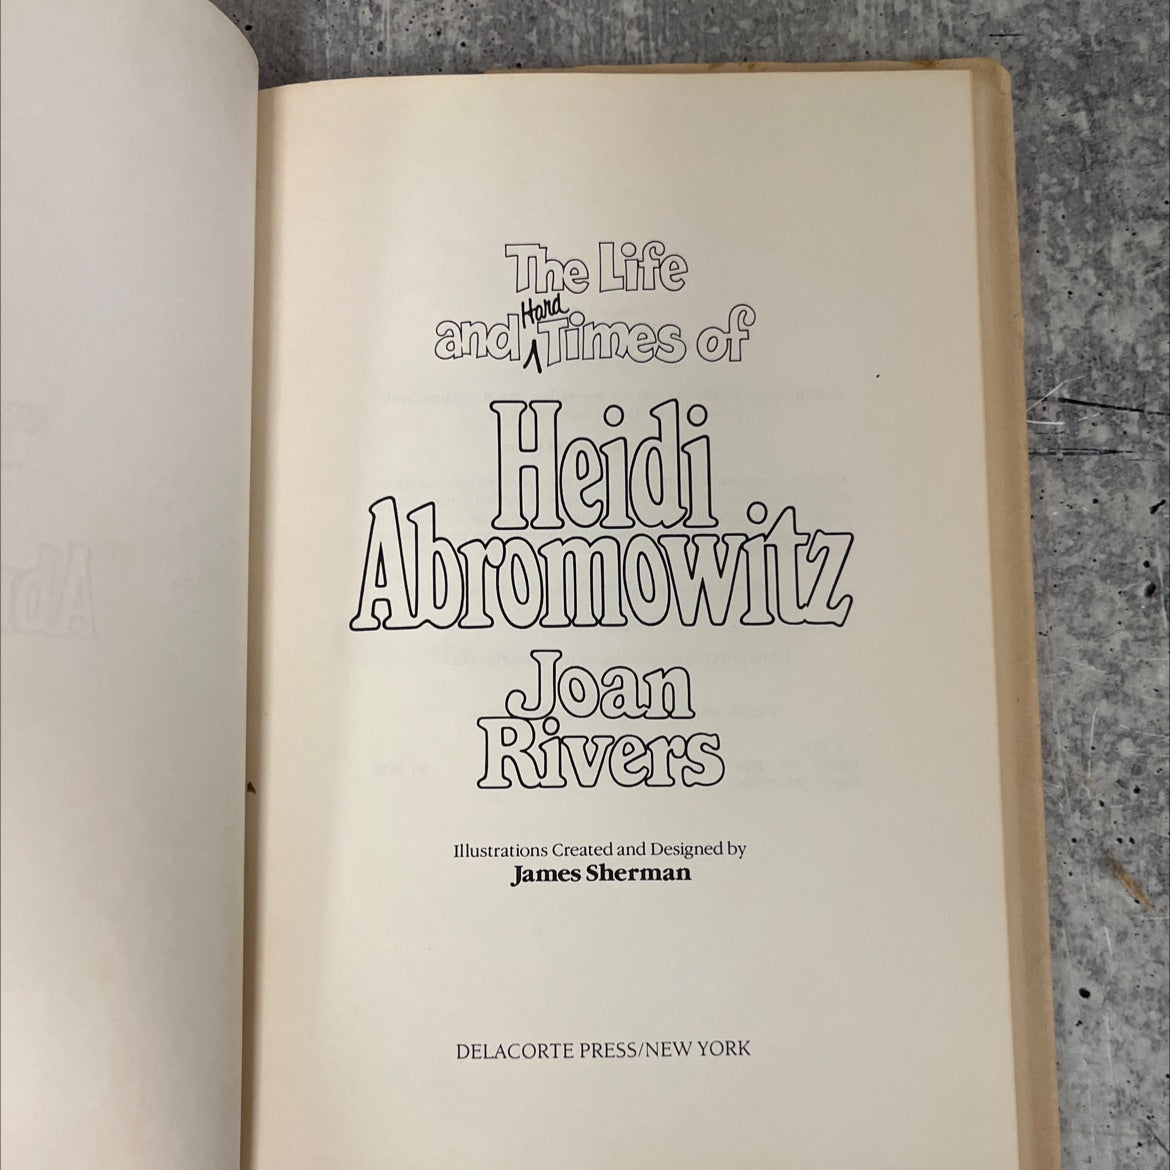 The Life
and Hard Times of
Heidi
Abromowitz
Joan
Rivers
Illustrations Created and Designed by
James Sherman
DELACORTE PRESS/NEW YORK